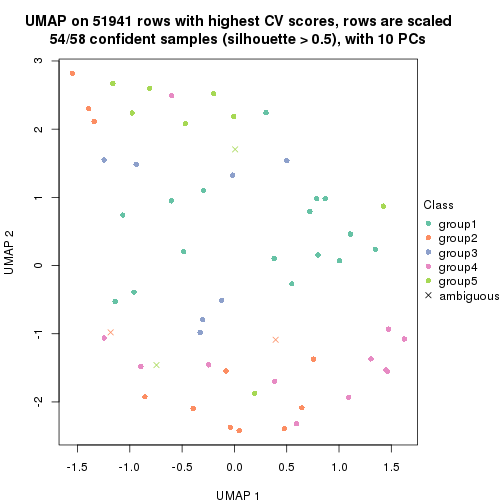 UMAP on 51941 rows with highest CV scores, rows are scaled
54/58 confident samples (silhouette > 0.5), with 10 PCs
3
2
1
0
-1
-2
UMAP 2
-1.5 -1.0 -0.5 0.0 0.5 1.0 1.5
UMAP 1
Class
group1
group2
group3
group4
group5
ambiguous